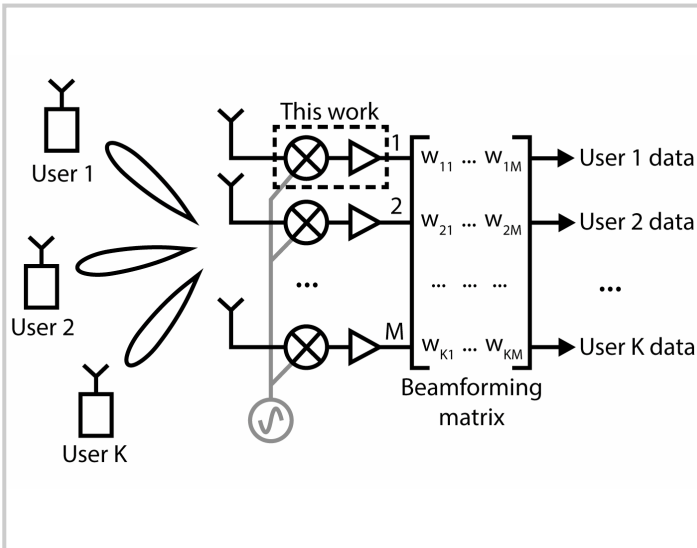 This work
User 1
User 2
User K
1
2
...
M
w11 ... w1M
w21 ... w2M
... ... ...
wK1 ... wKM
Beamforming
matrix
User 1 data
User 2 data
...
User K data